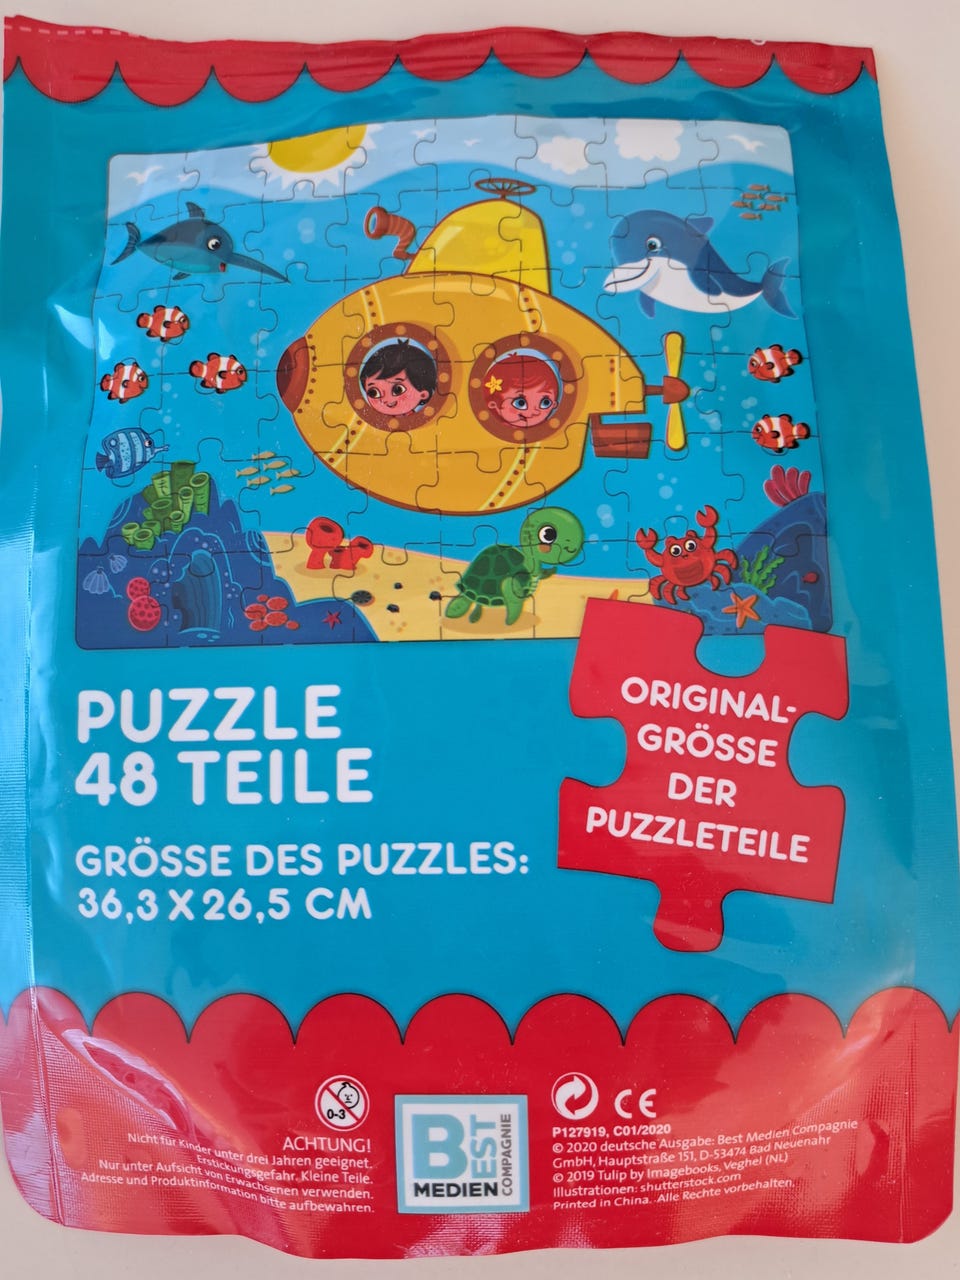 PUZZLE
48 TEILE
GRÖSSE DES PUZZLES:
36,3 X 26,5 CM
ORIGINAL-
GRÖSSE
DER
PUZZLETEILE
0-3
ACHTUNG!
Nicht für Kinder unter drei Jahren geeignet.
Erstickungsgefahr. Kleine Teile.
Nur unter Aufsicht von Erwachsenen verwenden.
Adresse und Produktinformation bitte aufbewahren.
BEST
MEDIEN
COMPAGNIE
CE
P127919, C01/2020
© 2020 deutsche Ausgabe: Best Medien Compagnie
GmbH, Hauptstraße 151, D-53474 Bad Neuenahr
© 2019 Tulip by Imagebooks, Veghel (NL)
Illustrationen: shutterstock.com
Printed in China. Alle Rechte vorbehalten.